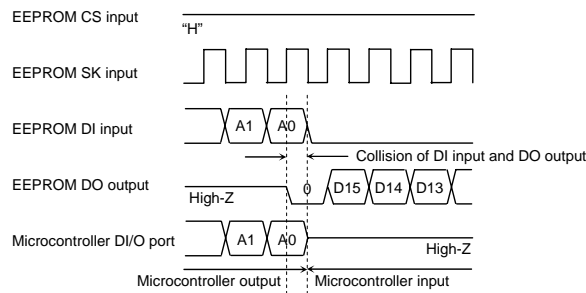 EEPROM CS input
“H”
EEPROM SK input
EEPROM DI input
A1 A0
Collision of DI input and DO output
EEPROM DO output
High-Z
0 D15 D14 D13
Microcontroller DI/O port
A1 A0
High-Z
Microcontroller output Microcontroller input